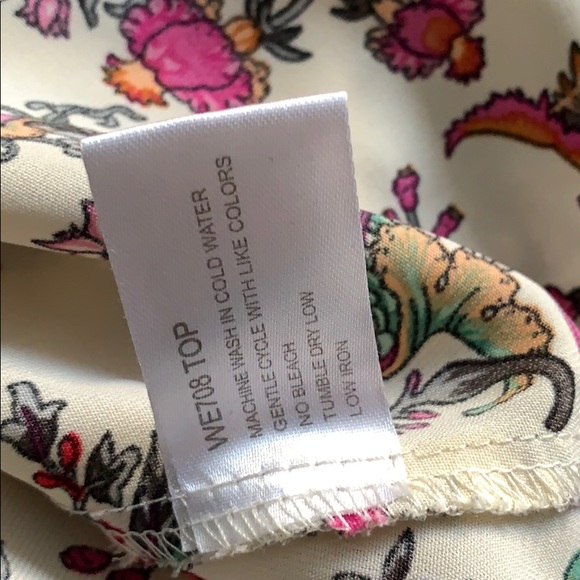 WE708 TOP
MACHINE WASH IN COLD WATER
GENTLE CYCLE WITH LIKE COLORS
NO BLEACH
TUMBLE DRY LOW
LOW IRON